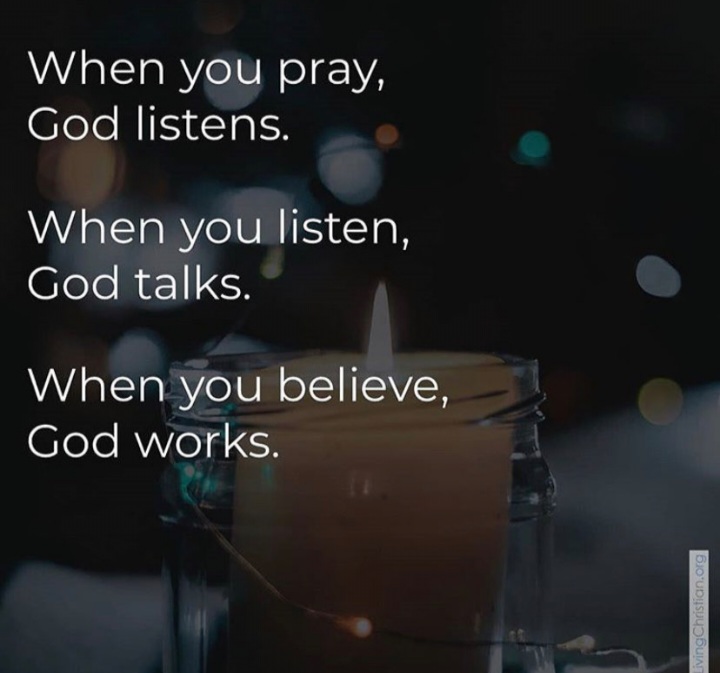 When you pray,
God listens.
When you listen,
God talks.
When you believe,
God works.
LivingChristian.org